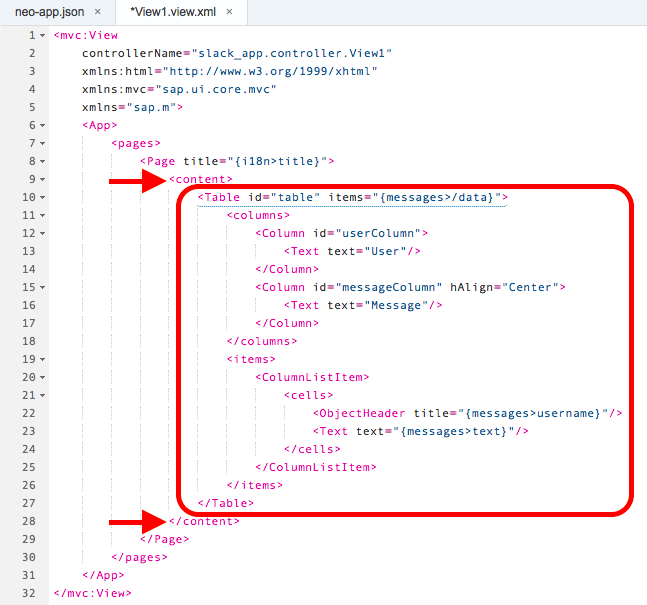 neo-app.json × *View1.view.xml ×
1 <mvc:View
2 controllerName="slack_app.controller.View1"
3 xmlns:html="http://www.w3.org/1999/xhtml"
4 xmlns:mvc="sap.ui.core.mvc"
5 xmlns="sap.m">
6 <App>
7 <pages>
8 <Page title="{i18n>title}">
9 <content>
10 <Table id="table" items="{messages>/data}">
11 <columns>
12 <Column id="userColumn">
13 <Text text="User"/>
14 </Column>
15 <Column id="messageColumn" hAlign="Center">
16 <Text text="Message"/>
17 </Column>
18 </columns>
19 <items>
20 <ColumnListItem>
21 <cells>
22 <ObjectHeader title="{messages>username}"/>
23 <Text text="{messages>text}"/>
24 </cells>
25 </ColumnListItem>
26 </items>
27 </Table>
28 </content>
29 </Page>
30 </pages>
31 </App>
32 </mvc:View>